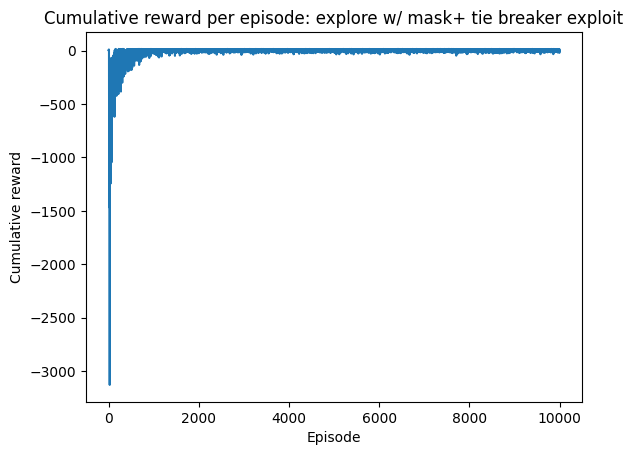 Cumulative reward per episode: explore w/ mask+ tie breaker exploit
0
−500
−1000
−1500
−2000
−2500
−3000
Cumulative reward
0 2000 4000 6000 8000 10000
Episode